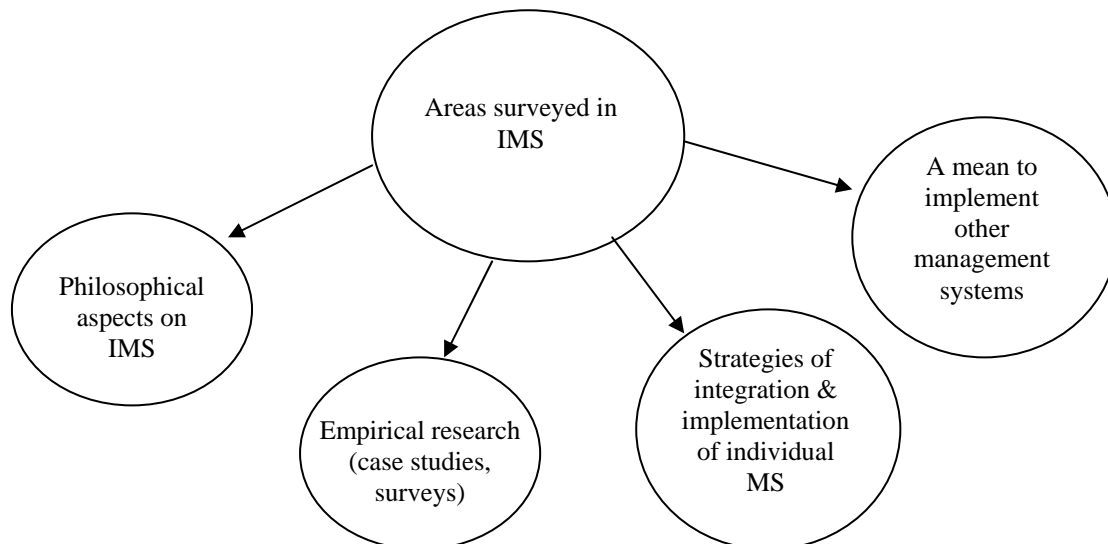 Areas surveyed in
IMS
A mean to
implement
other
management
systems
Philosophical
aspects on
IMS
Strategies of
integration &
implementation
of individual
MS
Empirical research
(case studies,
surveys)